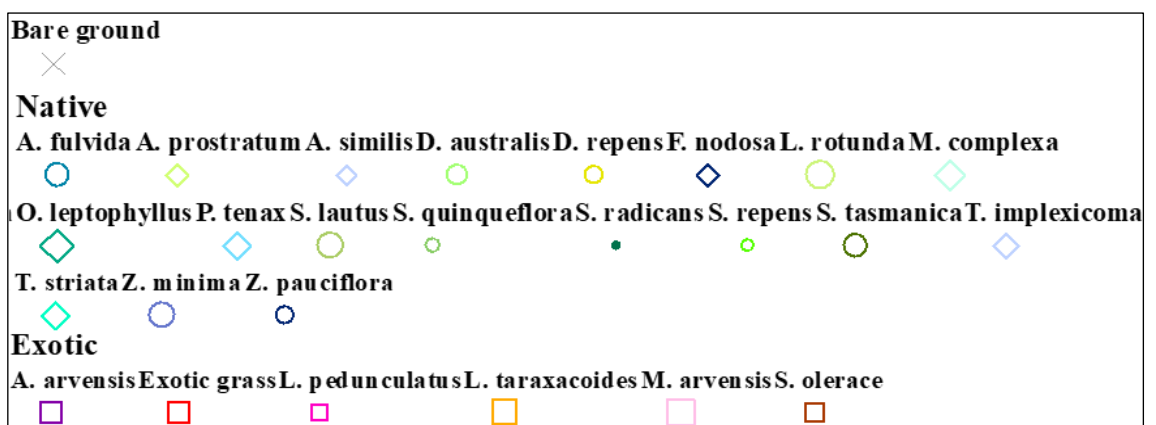 Bare ground
Native
A. fulvida A. prostratum A. similis D. australis D. repens F. nodosa L. rotunda M. complexa
O. leptophyllus P. tenax S. lautus S. quinqueflora S. radicans S. repens S. tasmanica T. implexicoma
T. striata Z. minima Z. pauciflora
Exotic
A. arvensis Exotic grass L. pedunculatus L. taraxacoides M. arvensis S. olerace